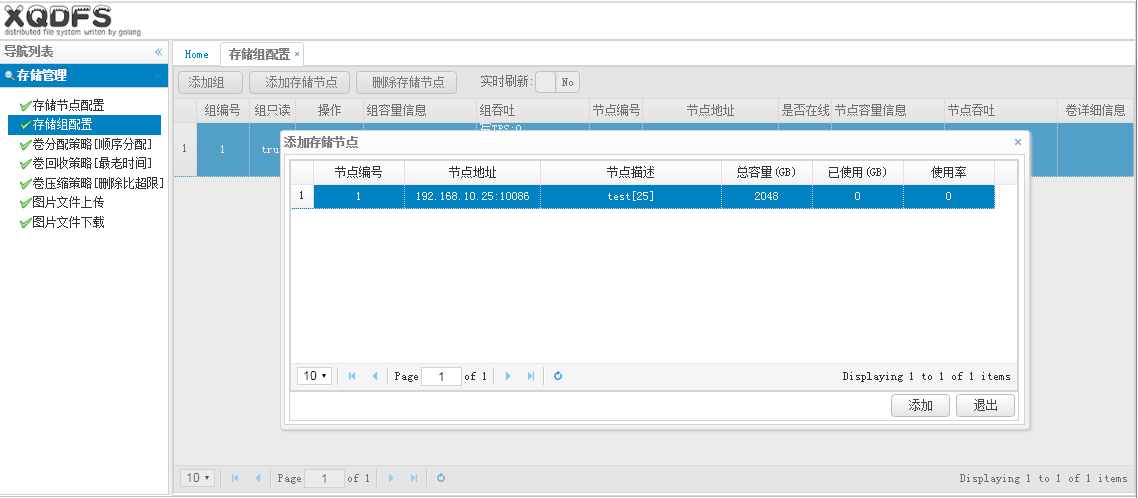 XQDFS
distributed file system writen by golang
导航列表
存储管理
存储节点配置
存储组配置
卷分配策略[顺序分配]
卷回收策略[最老时间]
卷压缩策略[删除比超限]
图片文件上传
图片文件下载
Home 存储组配置
添加组 添加存储节点 删除存储节点 实时刷新: No
组编号 组只读 操作 组容量信息 组吞吐 节点编号 节点地址 是否在线 节点容量信息 节点吞吐 卷详细信息
写TPS:0
1 1 tru
添加存储节点
节点编号 节点地址 节点描述 总容量(GB) 已使用(GB) 使用率
1 1 192.168.10.25:10086 test[25] 2048 0 0
10 Page 1 of 1 Displaying 1 to 1 of 1 items
添加 退出
10 Page 1 of 1 Displaying 1 to 1 of 1 items